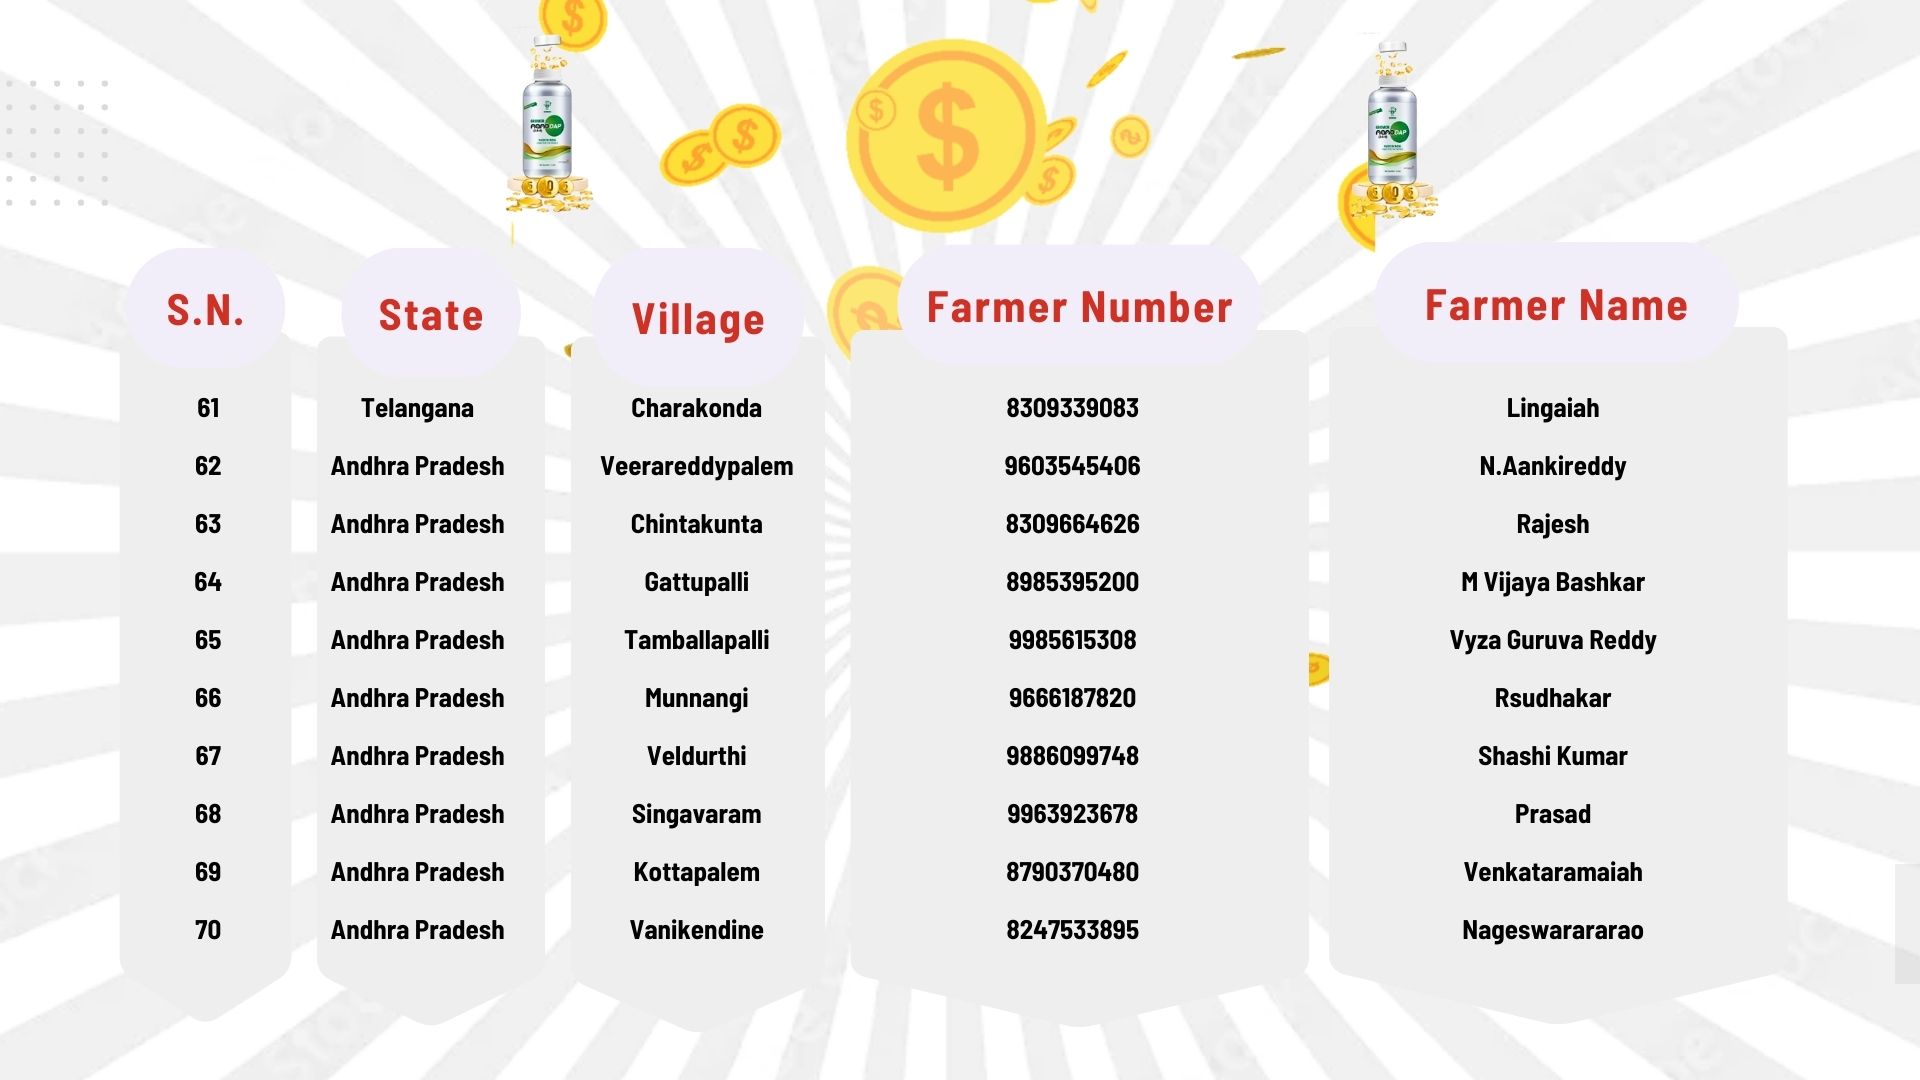 S.N. State Village Farmer Number Farmer Name
61 Telangana Charakonda 8309339083 Lingaiah
62 Andhra Pradesh Veerareddypalem 9603545406 N.Aankireddy
63 Andhra Pradesh Chintakunta 8309664626 Rajesh
64 Andhra Pradesh Gattupalli 8985395200 M Vijaya Bashkar
65 Andhra Pradesh Tamballapalli 9985615308 Vyza Guruva Reddy
66 Andhra Pradesh Munnangi 9666187820 Rsudhakar
67 Andhra Pradesh Veldurthi 9886099748 Shashi Kumar
68 Andhra Pradesh Singavaram 9963923678 Prasad
69 Andhra Pradesh Kottapalem 8790370480 Venkataramaiah
70 Andhra Pradesh Vanikendine 8247533895 Nageswarararao